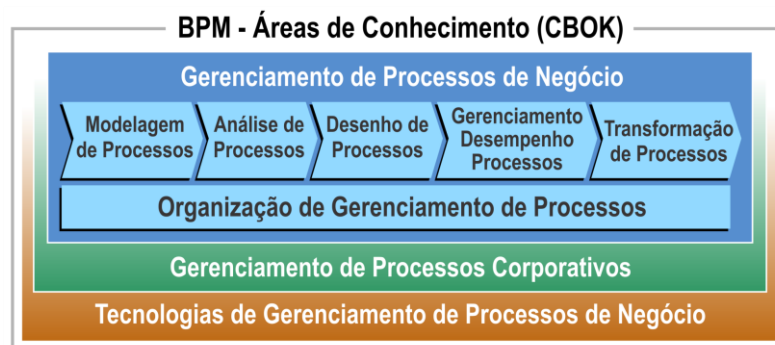 BPM - Áreas de Conhecimento (CBOK)
Gerenciamento de Processos de Negócio
Modelagem
de Processos
Análise de
Processos
Desenho de
Processos
Gerenciamento
Desempenho
Processos
Transformação
de Processos
Organização de Gerenciamento de Processos
Gerenciamento de Processos Corporativos
Tecnologias de Gerenciamento de Processos de Negócio